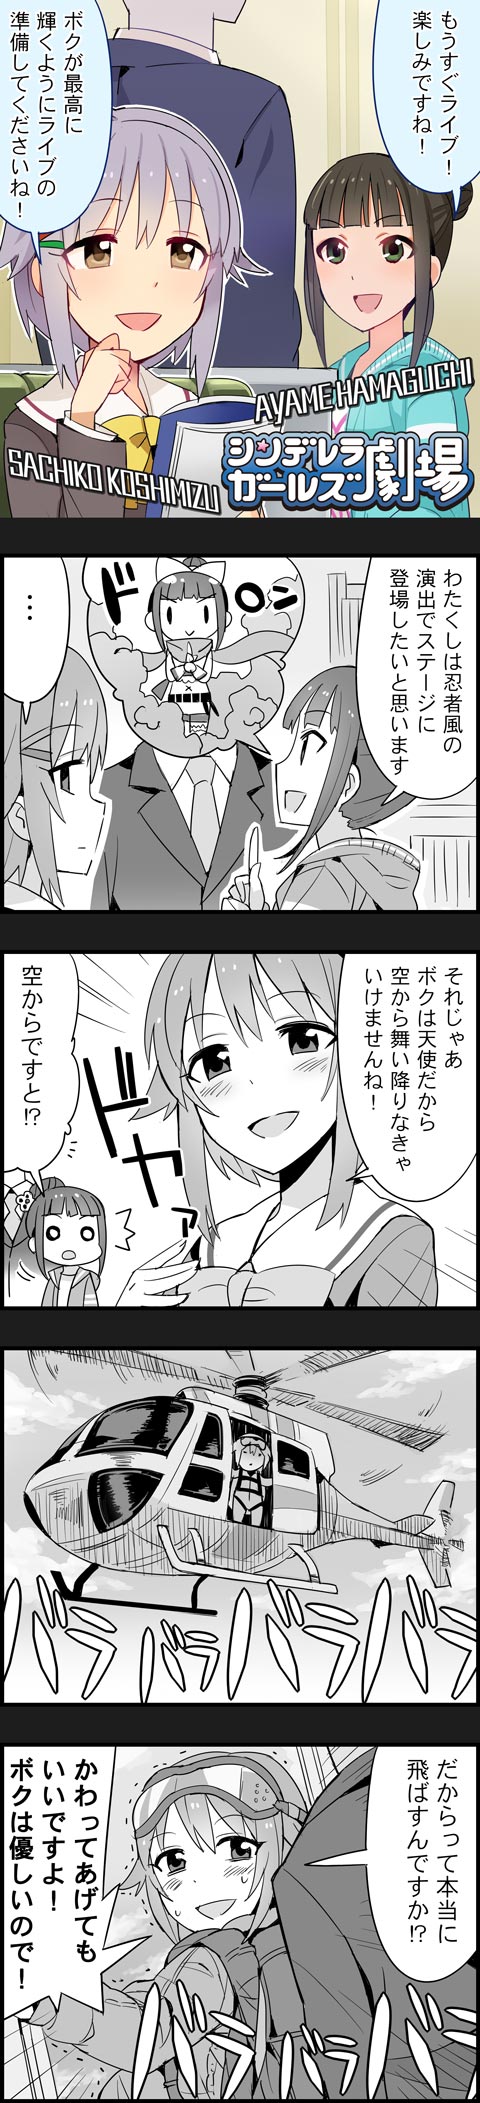 もうすぐライブ！
楽しみですね！
ボクが最高に
輝くようにライブの
準備してくださいね！
AYAME HAMAGUCHI
SACHIKO KOSHIMIZU
シンデレラ
ガールズ劇場
わたくしは忍者風の
演出でステージに
登場したいと思います
ドロン
…
それじゃあ
ボクは天使だから
空から舞い降りなきゃ
いけませんね！
ドヤァ
空からですと!?
バラバラバラバラ
だからって本当に
飛ばすんですか!?
かわってあげても
いいですよ！
ボクは優しいので！
バラバラバラ